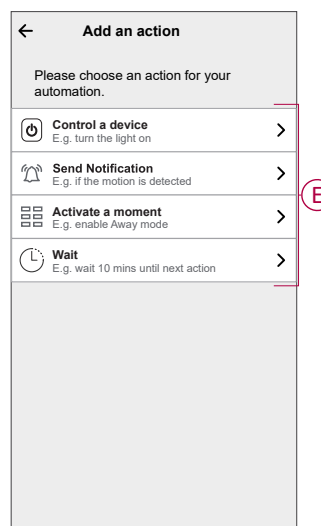 Add an action
Please choose an action for your
automation.
Control a device
E.g. turn the light on
Send Notification
E.g. if the motion is detected
Activate a moment
E.g. enable Away mode
Wait
E.g. wait 10 mins until next action